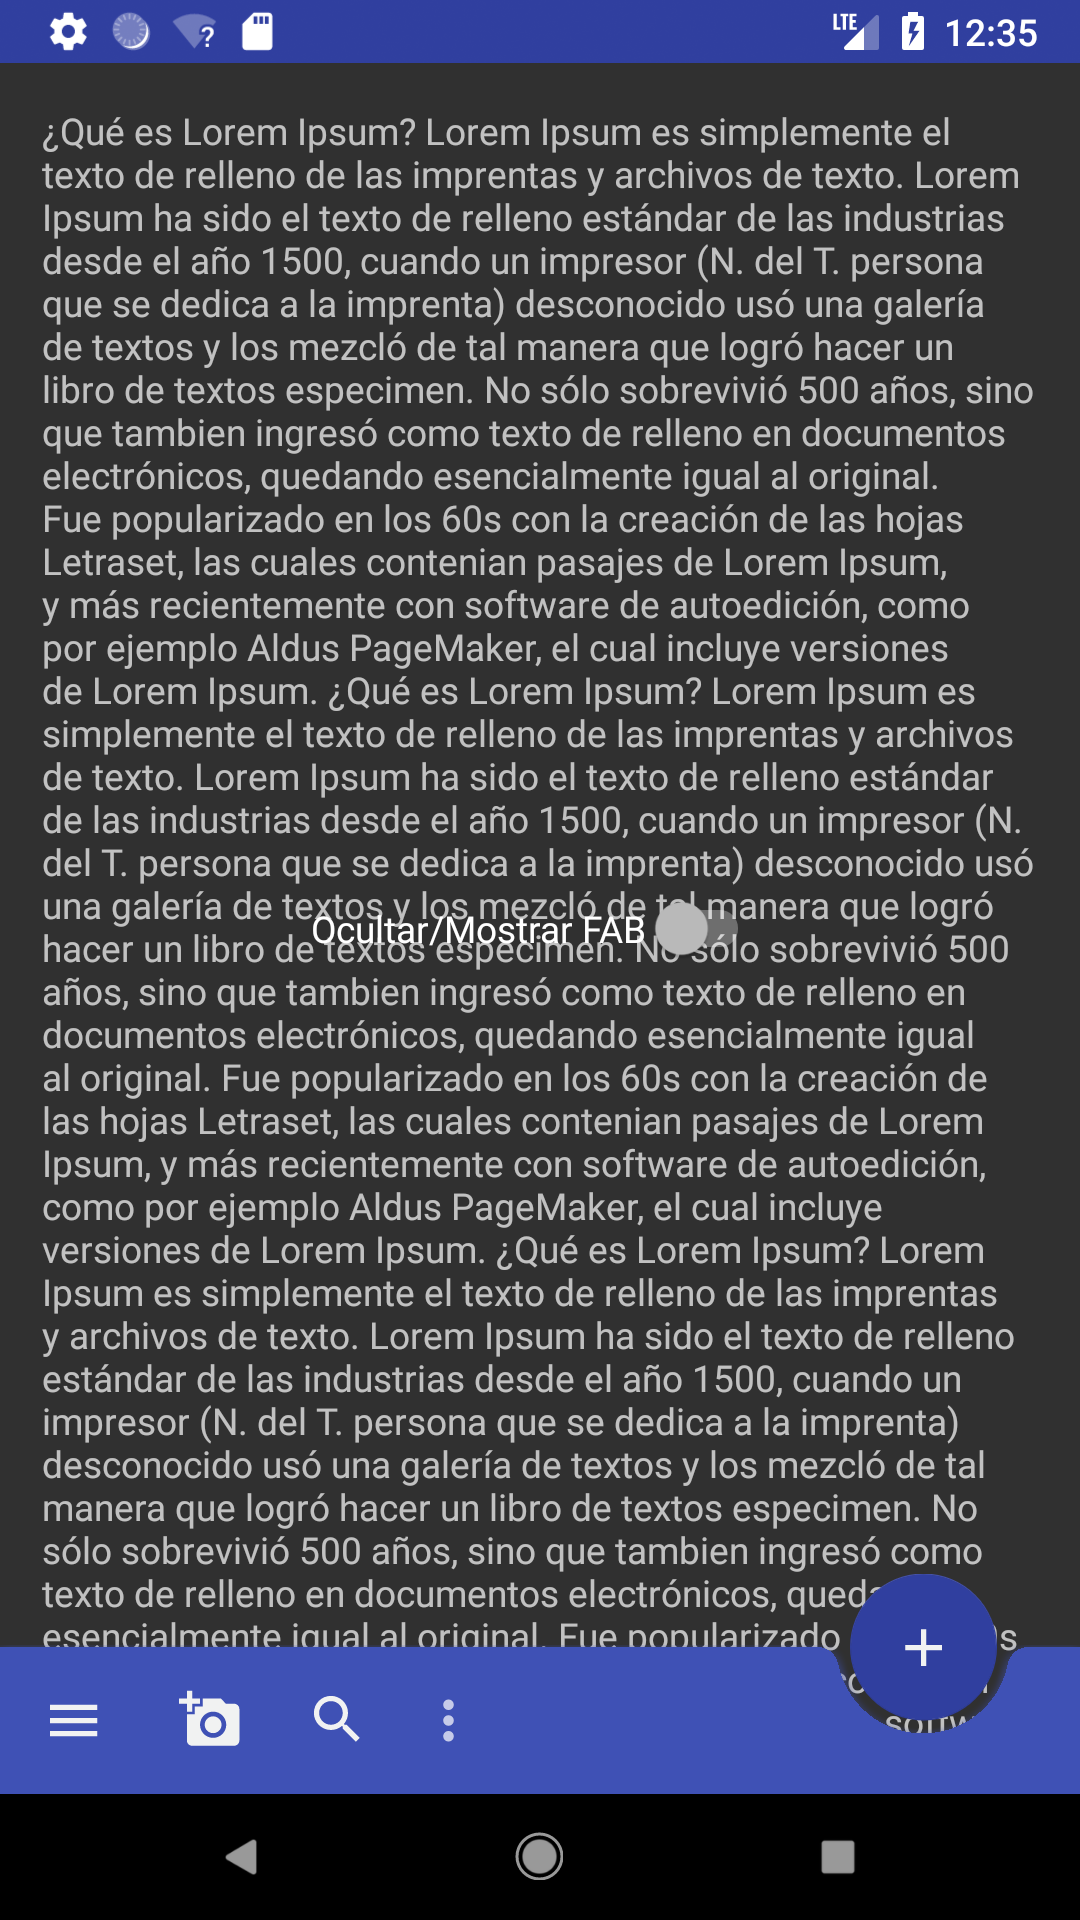 LTE 12:35
¿Qué es Lorem Ipsum? Lorem Ipsum es simplemente el
texto de relleno de las imprentas y archivos de texto. Lorem
Ipsum ha sido el texto de relleno estándar de las industrias
desde el año 1500, cuando un impresor (N. del T. persona
que se dedica a la imprenta) desconocido usó una galería
de textos y los mezcló de tal manera que logró hacer un
libro de textos especimen. No sólo sobrevivió 500 años, sino
que tambien ingresó como texto de relleno en documentos
electrónicos, quedando esencialmente igual al original.
Fue popularizado en los 60s con la creación de las hojas
Letraset, las cuales contenian pasajes de Lorem Ipsum,
y más recientemente con software de autoedición, como
por ejemplo Aldus PageMaker, el cual incluye versiones
de Lorem Ipsum. ¿Qué es Lorem Ipsum? Lorem Ipsum es
simplemente el texto de relleno de las imprentas y archivos
de texto. Lorem Ipsum ha sido el texto de relleno estándar
de las industrias desde el año 1500, cuando un impresor (N.
del T. persona que se dedica a la imprenta) desconocido usó
una galería de textos y los mezcló de tal manera que logró
Ocultar/Mostrar FAB
hacer un libro de textos especimen. No sólo sobrevivió 500
años, sino que tambien ingresó como texto de relleno en
documentos electrónicos, quedando esencialmente igual
al original. Fue popularizado en los 60s con la creación de
las hojas Letraset, las cuales contenian pasajes de Lorem
Ipsum, y más recientemente con software de autoedición,
como por ejemplo Aldus PageMaker, el cual incluye
versiones de Lorem Ipsum. ¿Qué es Lorem Ipsum? Lorem
Ipsum es simplemente el texto de relleno de las imprentas
y archivos de texto. Lorem Ipsum ha sido el texto de relleno
estándar de las industrias desde el año 1500, cuando un
impresor (N. del T. persona que se dedica a la imprenta)
desconocido usó una galería de textos y los mezcló de tal
manera que logró hacer un libro de textos especimen. No
sólo sobrevivió 500 años, sino que tambien ingresó como
texto de relleno en documentos electrónicos, queda
esencialmente igual al original. Fue popularizado